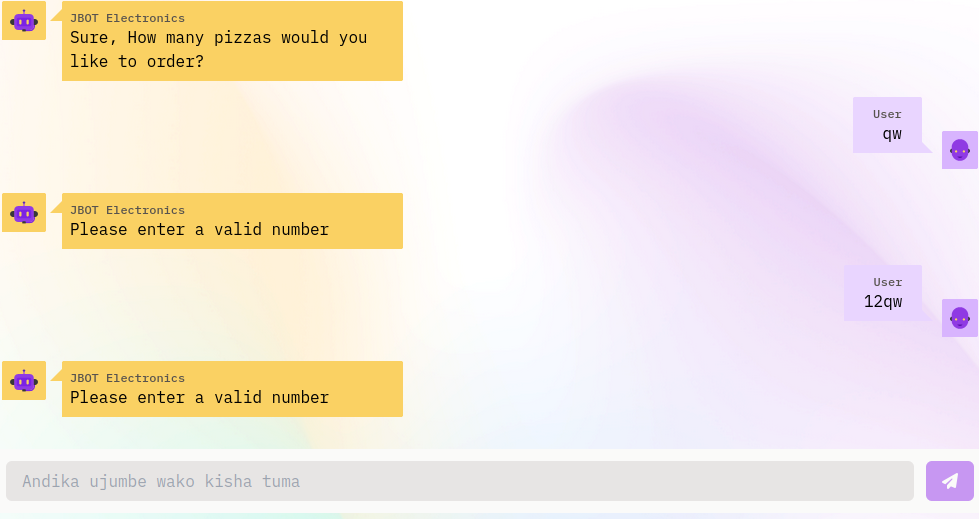 JBOT Electronics
Sure, How many pizzas would you
like to order?
User
qw
JBOT Electronics
Please enter a valid number
User
12qw
JBOT Electronics
Please enter a valid number
Andika ujumbe wako kisha tuma